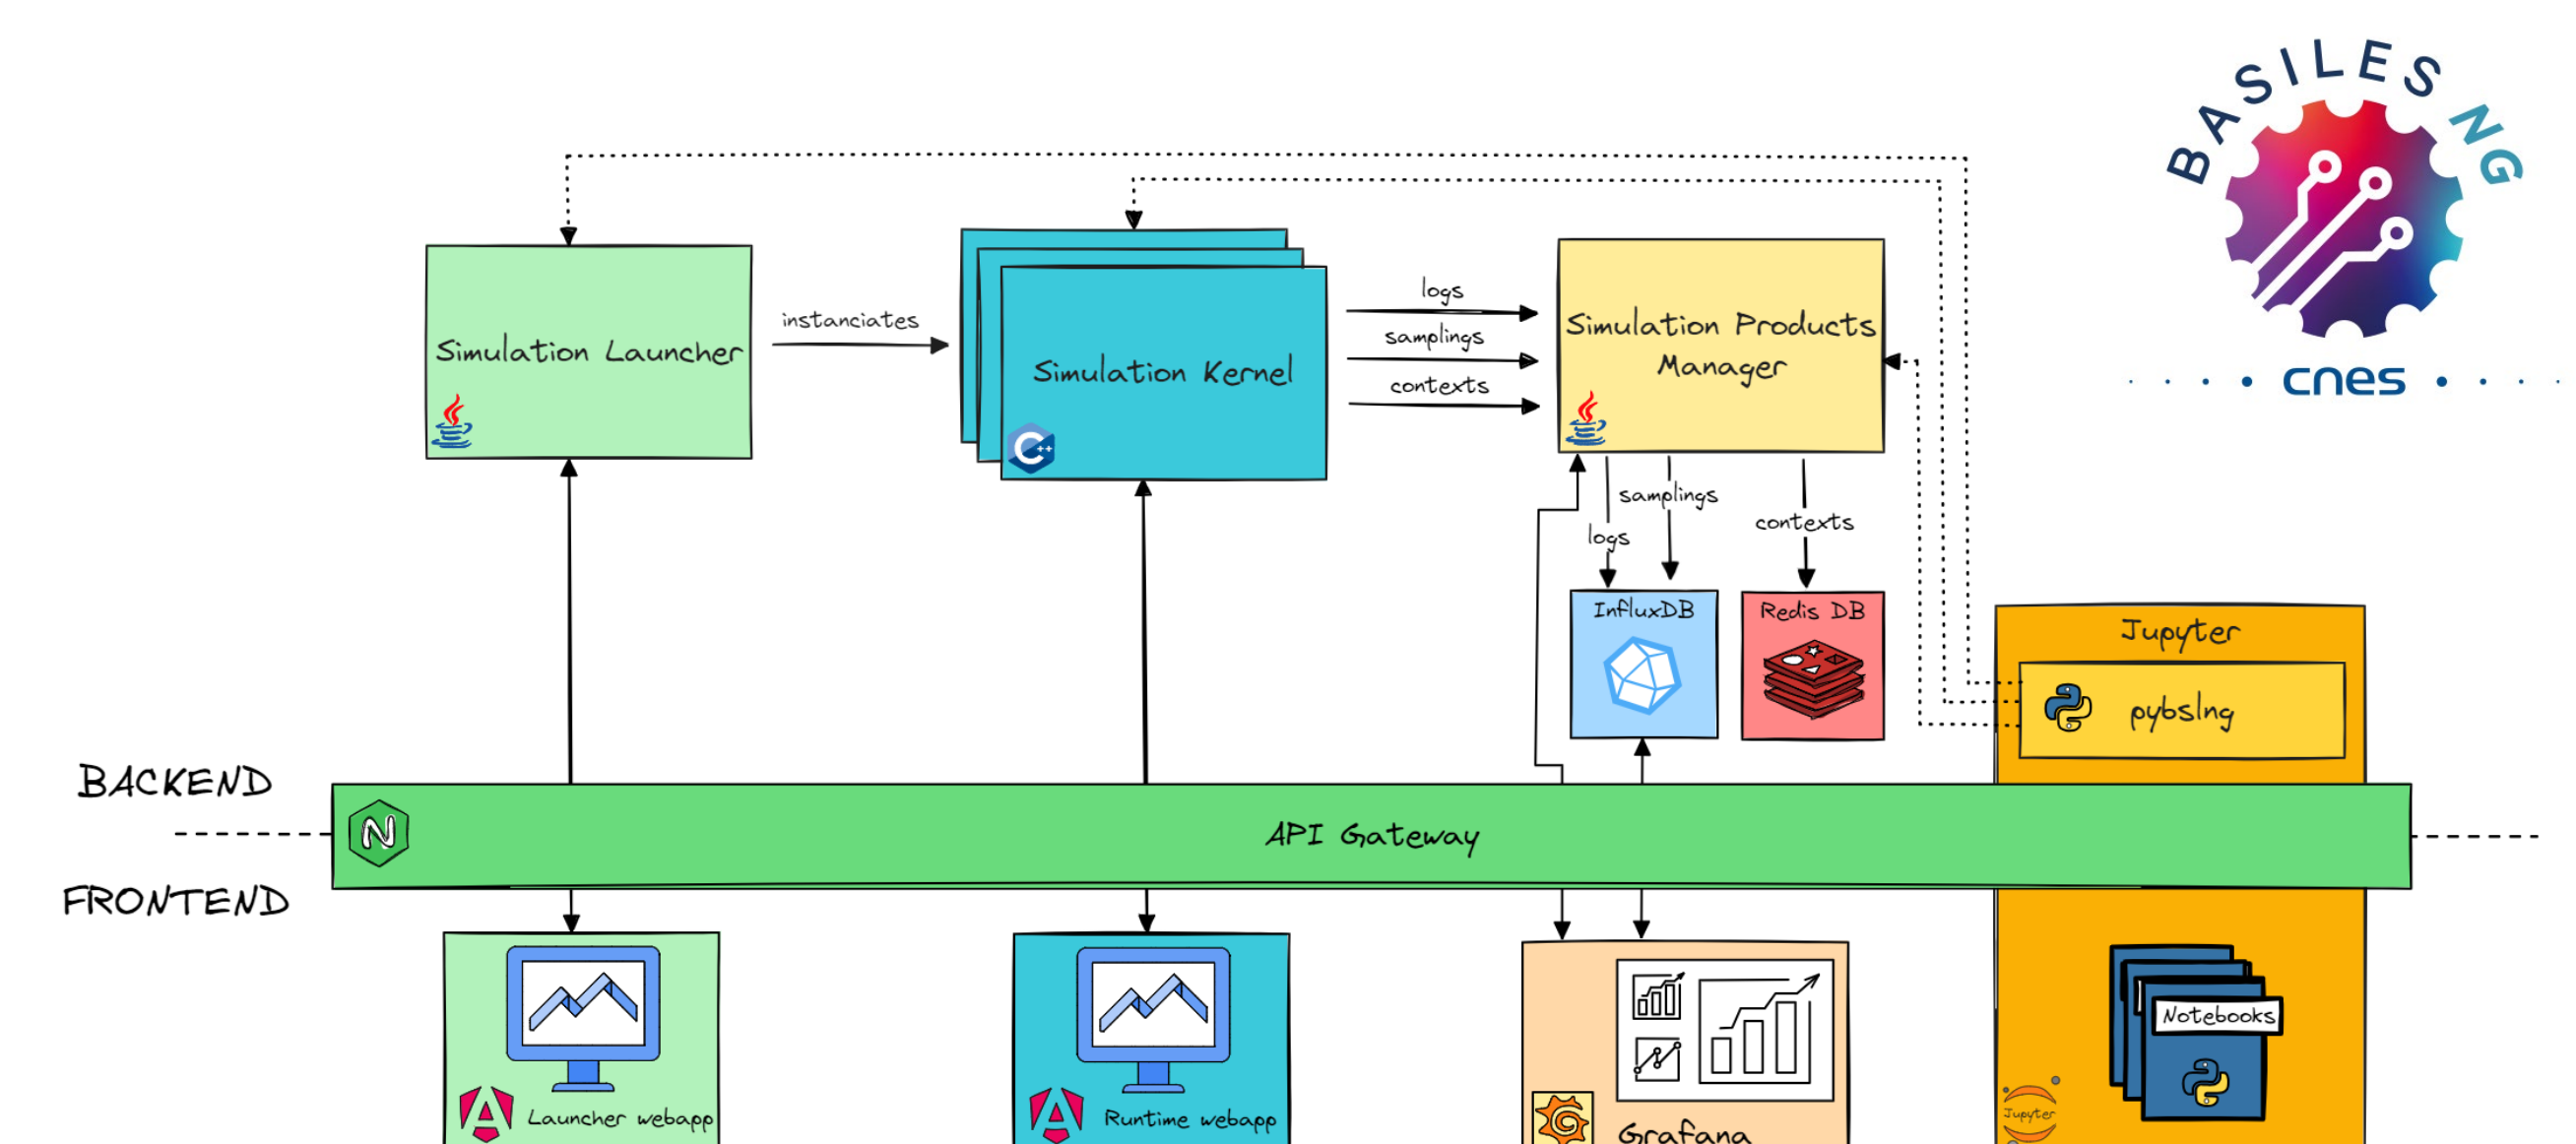 BASILES NG
cnes
Simulation Launcher
instanciates
Simulation Kernel
logs
samplings
contexts
Simulation Products
Manager
logs
samplings
contexts
InfluxDB
Redis DB
Jupyter
pybslng
BACKEND
N
API Gateway
FRONTEND
Launcher webapp
Runtime webapp
Grafana
Notebooks
Jupyter
C++